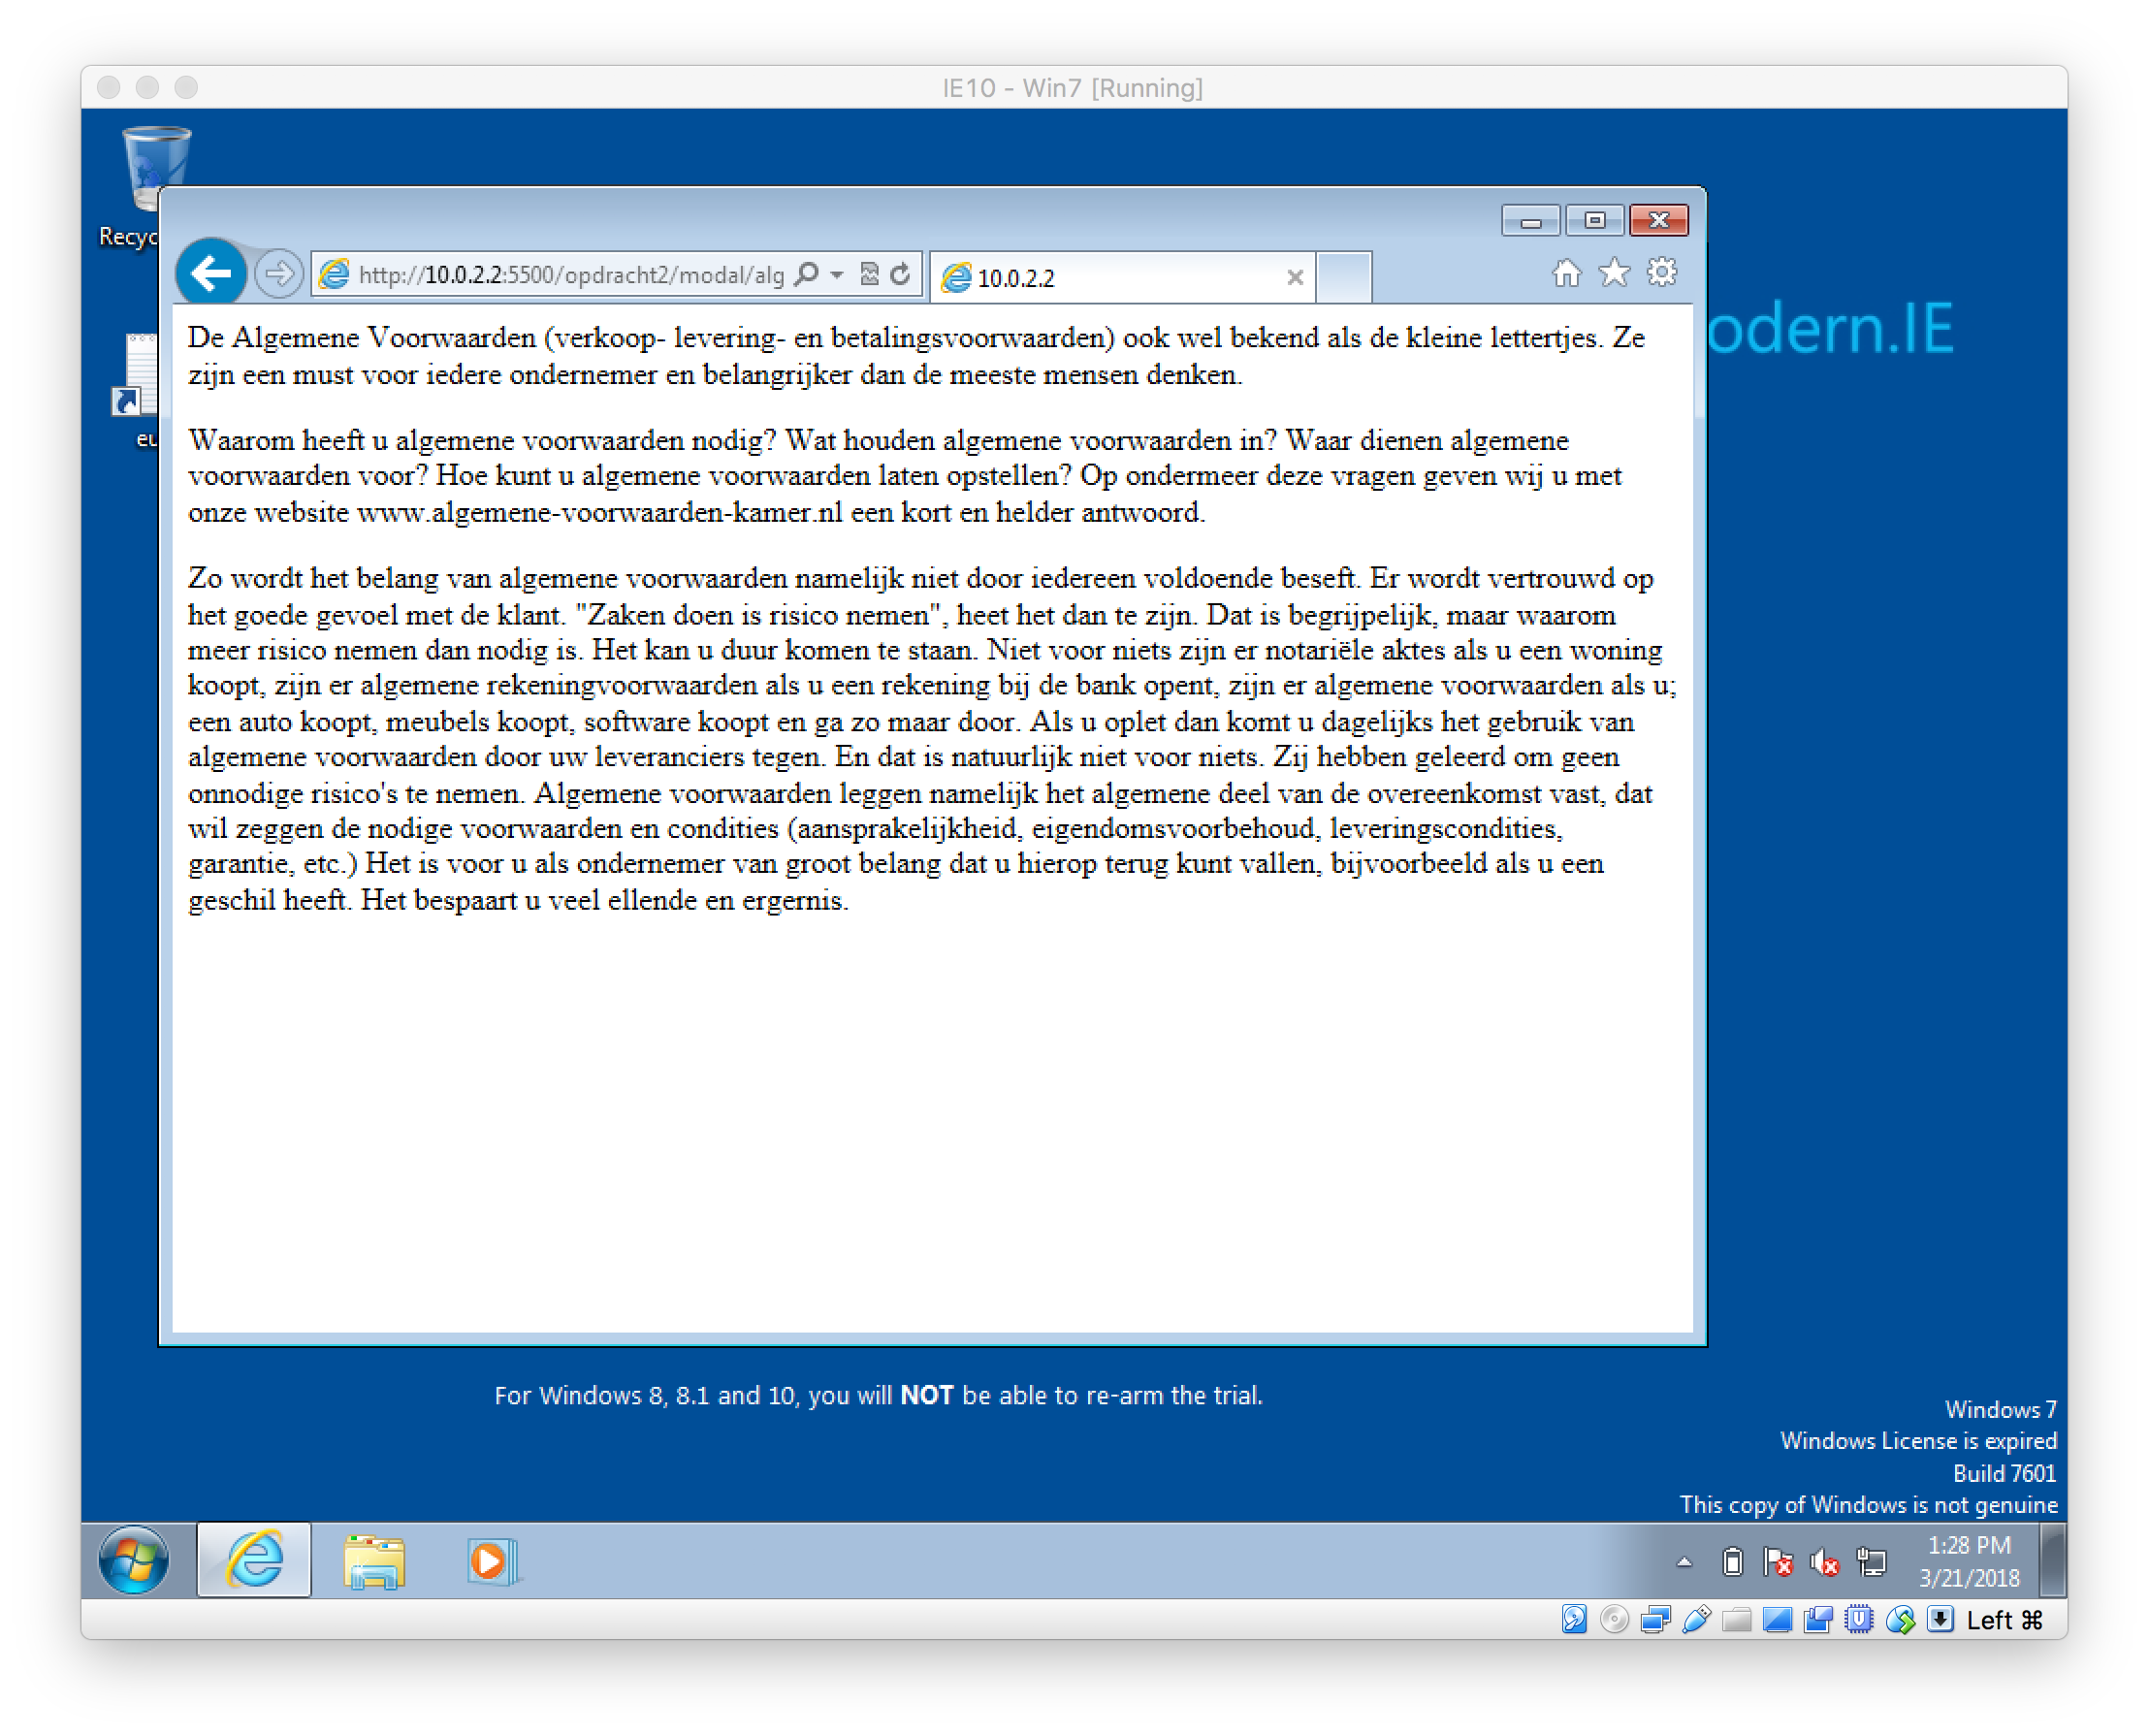 IE10 - Win7 [Running]
Recyc
http://10.0.2.2:5500/opdracht2/modal/alg
10.0.2.2
odern.IE
eu
De Algemene Voorwaarden (verkoop- levering- en betalingsvoorwaarden) ook wel bekend als de kleine lettertjes. Ze
zijn een must voor iedere ondernemer en belangrijker dan de meeste mensen denken.
Waarom heeft u algemene voorwaarden nodig? Wat houden algemene voorwaarden in? Waar dienen algemene
voorwaarden voor? Hoe kunt u algemene voorwaarden laten opstellen? Op ondermeer deze vragen geven wij u met
onze website www.algemene-voorwaarden-kamer.nl een kort en helder antwoord.
Zo wordt het belang van algemene voorwaarden namelijk niet door iedereen voldoende beseft. Er wordt vertrouwd op
het goede gevoel met de klant. "Zaken doen is risico nemen", heet het dan te zijn. Dat is begrijpelijk, maar waarom
meer risico nemen dan nodig is. Het kan u duur komen te staan. Niet voor niets zijn er notariële aktes als u een woning
koopt, zijn er algemene rekeningvoorwaarden als u een rekening bij de bank opent, zijn er algemene voorwaarden als u;
een auto koopt, meubels koopt, software koopt en ga zo maar door. Als u oplet dan komt u dagelijks het gebruik van
algemene voorwaarden door uw leveranciers tegen. En dat is natuurlijk niet voor niets. Zij hebben geleerd om geen
onnodige risico's te nemen. Algemene voorwaarden leggen namelijk het algemene deel van de overeenkomst vast, dat
wil zeggen de nodige voorwaarden en condities (aansprakelijkheid, eigendomsvoorbehoud, leveringscondities,
garantie, etc.) Het is voor u als ondernemer van groot belang dat u hierop terug kunt vallen, bijvoorbeeld als u een
geschil heeft. Het bespaart u veel ellende en ergernis.
For Windows 8, 8.1 and 10, you will NOT be able to re-arm the trial.
Windows 7
Windows License is expired
Build 7601
This copy of Windows is not genuine
1:28 PM
3/21/2018
Left ⌘